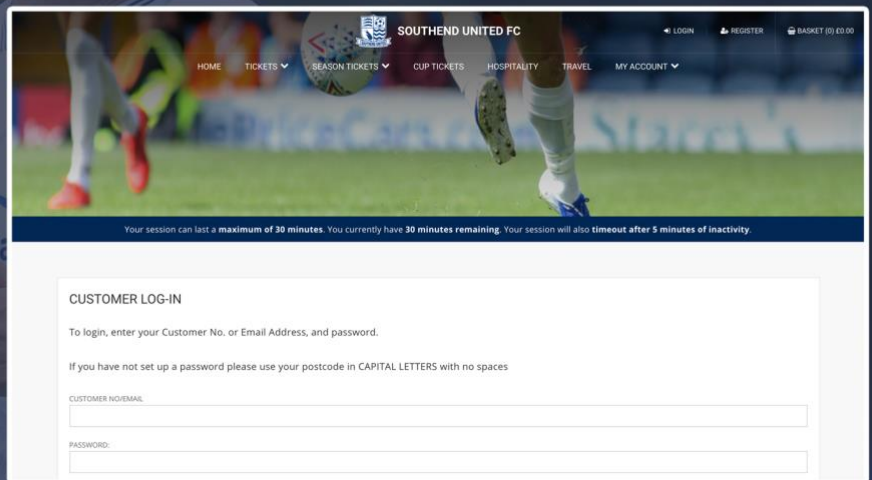 SOUTHEND UNITED FC
LOGIN
REGISTER
BASKET (0) £0.00
HOME
TICKETS
SEASON TICKETS
CUP TICKETS
HOSPITALITY
TRAVEL
MY ACCOUNT
PriceCars.co.uk
Stacey's
Your session can last a maximum of 30 minutes. You currently have 30 minutes remaining. Your session will also timeout after 5 minutes of inactivity.
CUSTOMER LOG-IN
To login, enter your Customer No. or Email Address, and password.
If you have not set up a password please use your postcode in CAPITAL LETTERS with no spaces
CUSTOMER NO/EMAIL
PASSWORD: